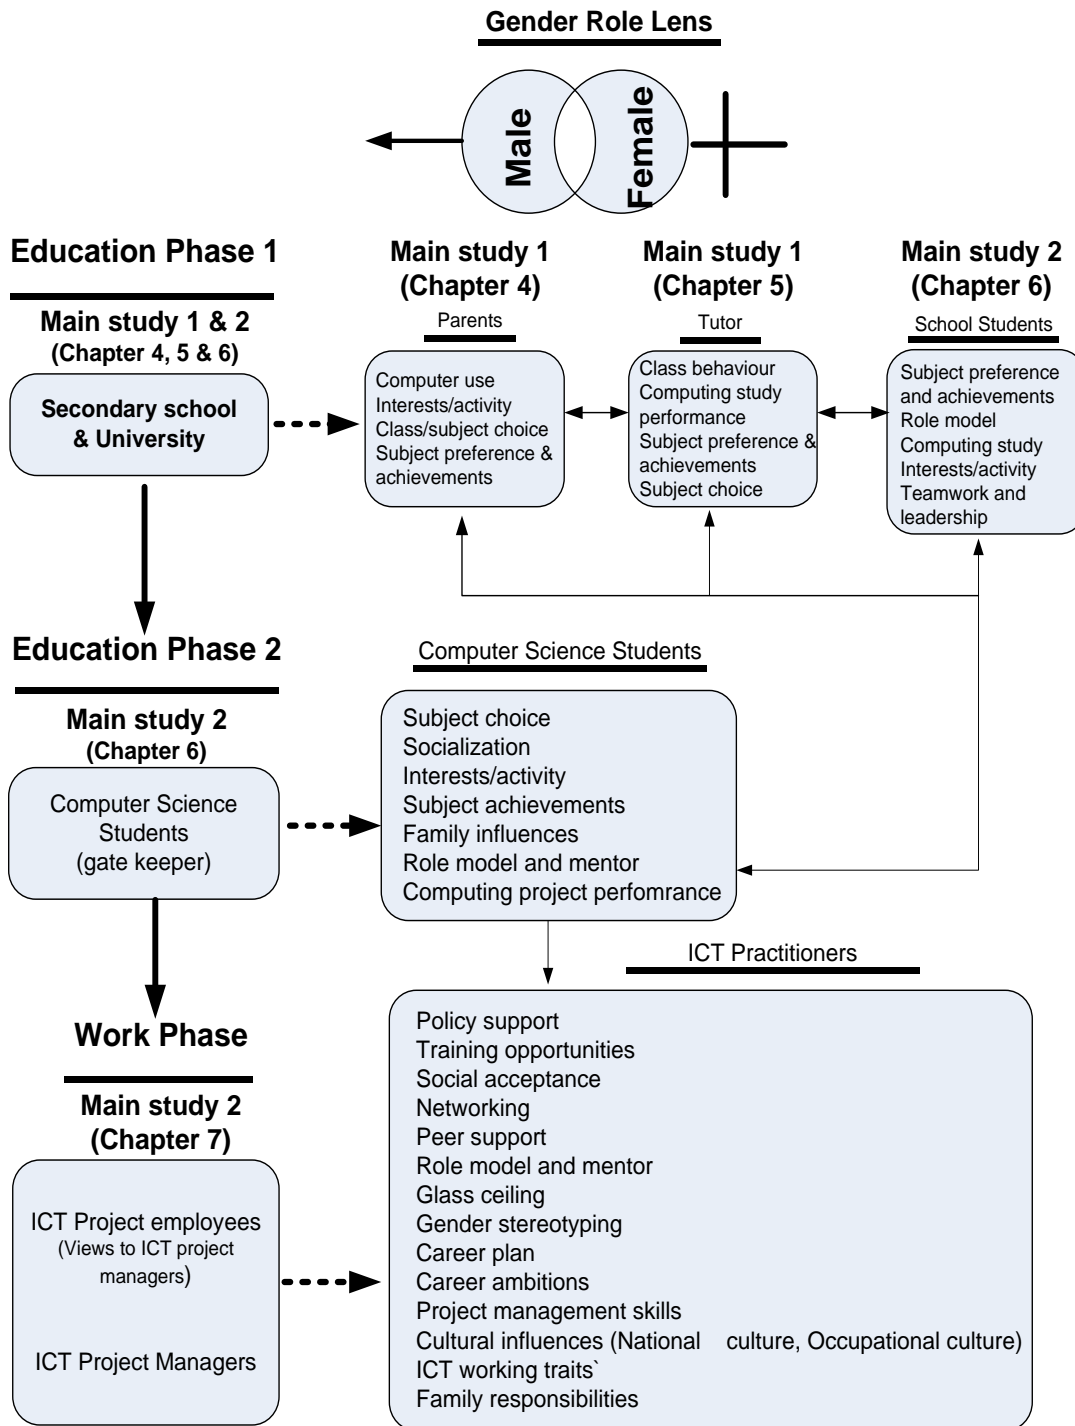 Gender Role Lens
Male
Female
Education Phase 1
Main study 1 & 2
(Chapter 4, 5 & 6)
Secondary school
& University
Main study 1
(Chapter 4)
Parents
Computer use
Interests/activity
Class/subject choice
Subject preference &
achievements
Main study 1
(Chapter 5)
Tutor
Class behaviour
Computing study
performance
Subject preference &
achievements
Subject choice
Main study 2
(Chapter 6)
School Students
Subject preference
and achievements
Role model
Computing study
Interests/activity
Teamwork and
leadership
Education Phase 2
Main study 2
(Chapter 6)
Computer Science
Students
(gate keeper)
Computer Science Students
Subject choice
Socialization
Interests/activity
Subject achievements
Family influences
Role model and mentor
Computing project perfomrance
Work Phase
Main study 2
(Chapter 7)
ICT Project employees
(Views to ICT project
managers)
ICT Project Managers
ICT Practitioners
Policy support
Training opportunities
Social acceptance
Networking
Peer support
Role model and mentor
Glass ceiling
Gender stereotyping
Career plan
Career ambitions
Project management skills
Cultural influences (National culture, Occupational culture)
ICT working traits`
Family responsibilities